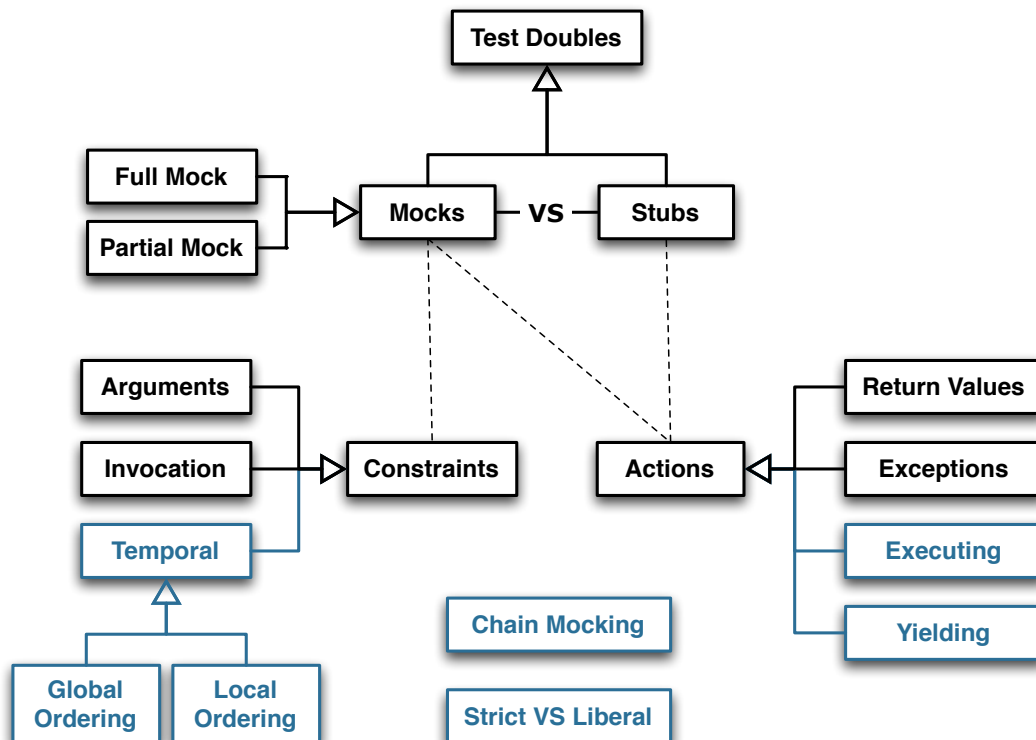 Test Doubles
Full Mock
Mocks
VS
Stubs
Partial Mock
Arguments
Return Values
Invocation
Constraints
Actions
Exceptions
Temporal
Executing
Chain Mocking
Yielding
Global
Ordering
Local
Ordering
Strict VS Liberal